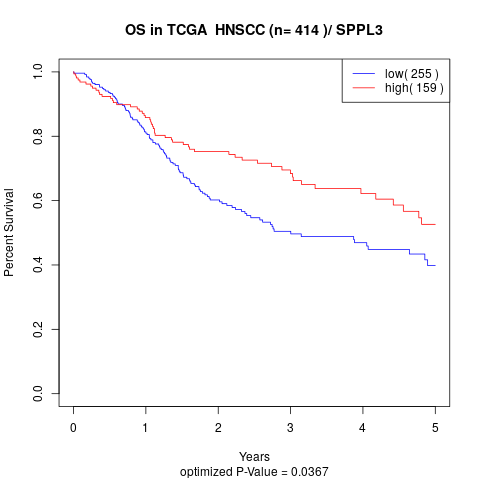 OS in TCGA  HNSCC (n= 414 )/ SPPL3
low( 255 )
high( 159 )
Percent Survival
1.0
0.8
0.6
0.4
0.2
0.0
0 1 2 3 4 5
Years
optimized P-Value = 0.0367